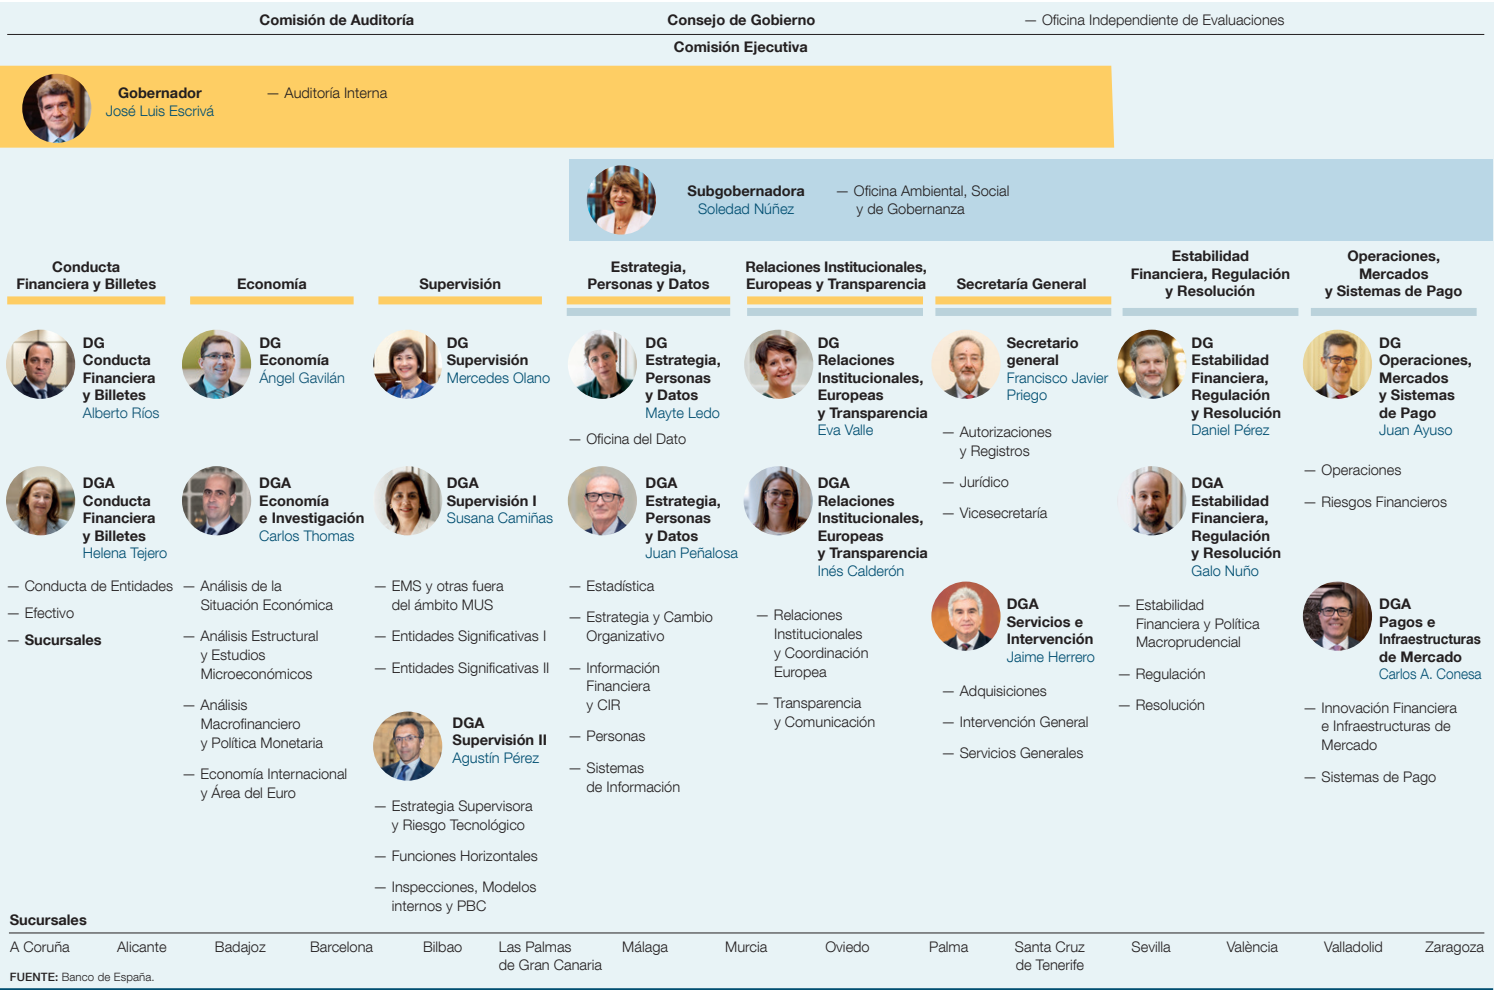 Comisión de Auditoría
Consejo de Gobierno
— Oficina Independiente de Evaluaciones
Comisión Ejecutiva
Gobernador
José Luis Escrivá
— Auditoría Interna
Subgobernadora
Soledad Núñez
— Oficina Ambiental, Social
y de Gobernanza
Conducta
Financiera y Billetes
Economía
Supervisión
Estrategia,
Personas y Datos
Relaciones Institucionales,
Europeas y Transparencia
Secretaría General
Estabilidad
Financiera, Regulación
y Resolución
Operaciones,
Mercados
y Sistemas de Pago
DG
Conducta
Financiera
y Billetes
Alberto Ríos
DGA
Conducta
Financiera
y Billetes
Helena Tejero
— Conducta de Entidades
— Efectivo
— Sucursales
DG
Economía
Ángel Gavilán
DGA
Economía
e Investigación
Carlos Thomas
— Análisis de la
Situación Económica
— Análisis Estructural
y Estudios
Microeconómicos
— Análisis
Macrofinanciero
y Política Monetaria
— Economía Internacional
y Área del Euro
DG
Supervisión
Mercedes Olano
DGA
Supervisión I
Susana Camiñas
— EMS y otras fuera
del ámbito MUS
— Entidades Significativas I
— Entidades Significativas II
DGA
Supervisión II
Agustín Pérez
— Estrategia Supervisora
y Riesgo Tecnológico
— Funciones Horizontales
— Inspecciones, Modelos
internos y PBC
DG
Estrategia,
Personas
y Datos
Mayte Ledo
— Oficina del Dato
DGA
Estrategia,
Personas
y Datos
Juan Peñalosa
— Estadística
— Estrategia y Cambio
Organizativo
— Información
Financiera
y CIR
— Personas
— Sistemas
de Información
DG
Relaciones
Institucionales,
Europeas
y Transparencia
Eva Valle
DGA
Relaciones
Institucionales,
Europeas
y Transparencia
Inés Calderón
— Relaciones
Institucionales
y Coordinación
Europea
— Transparencia
y Comunicación
Secretario
general
Francisco Javier
Priego
— Autorizaciones
y Registros
— Jurídico
— Vicesecretaría
DGA
Servicios e
Intervención
Jaime Herrero
— Adquisiciones
— Intervención General
— Servicios Generales
DG
Estabilidad
Financiera,
Regulación
y Resolución
Daniel Pérez
DGA
Estabilidad
Financiera,
Regulación
y Resolución
Galo Nuño
— Estabilidad
Financiera y Política
Macroprudencial
— Regulación
— Resolución
DG
Operaciones,
Mercados
y Sistemas
de Pago
Juan Ayuso
— Operaciones
— Riesgos Financieros
DGA
Pagos e
Infraestructuras
de Mercado
Carlos A. Conesa
— Innovación Financiera
e Infraestructuras de
Mercado
— Sistemas de Pago
Sucursales
A Coruña
Alicante
Badajoz
Barcelona
Bilbao
Las Palmas
de Gran Canaria
Málaga
Murcia
Oviedo
Palma
Santa Cruz
de Tenerife
Sevilla
València
Valladolid
Zaragoza
FUENTE: Banco de España.